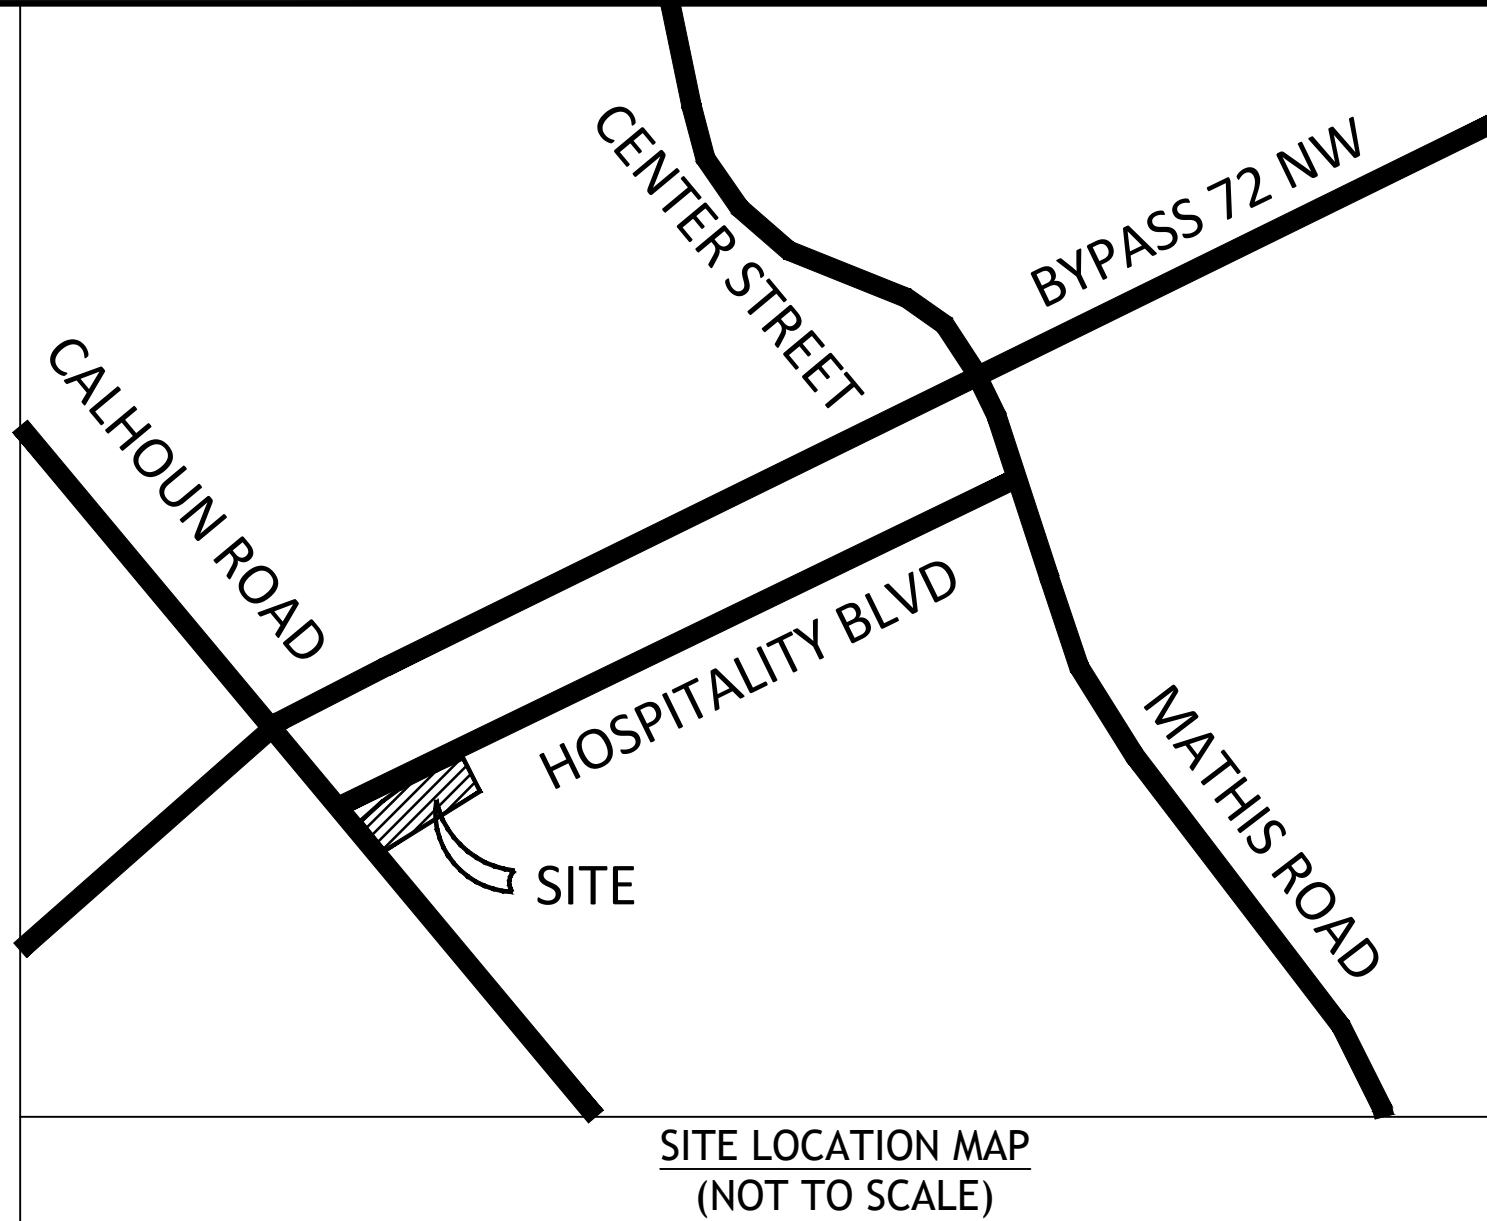 CENTER STREET
BYPASS 72 NW
CALHOUN ROAD
HOSPITALITY BLVD
MATHIS ROAD
SITE
SITE LOCATION MAP
(NOT TO SCALE)